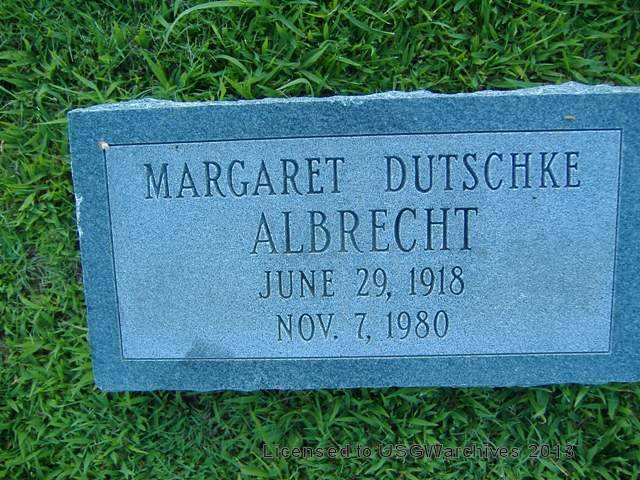 MARGARET DUTSCHKE
ALBRECHT
JUNE 29, 1918
NOV. 7, 1980
Licensed to USGWarchives 2013